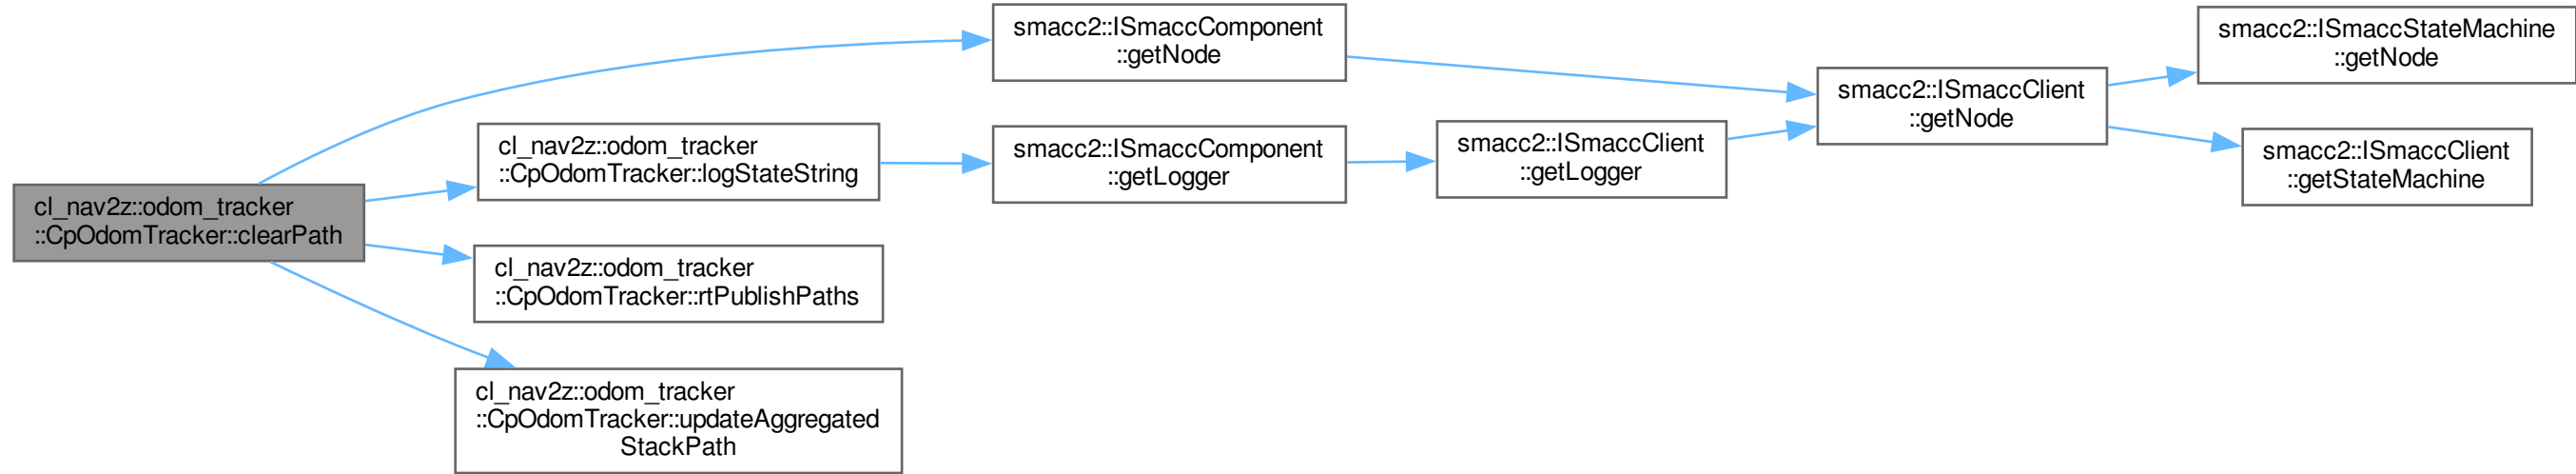 cl_nav2z::odom_tracker
::CpOdomTracker::clearPath
smacc2::ISmaccComponent
::getNode
smacc2::ISmaccClient
::getNode
smacc2::ISmaccStateMachine
::getNode
smacc2::ISmaccClient
::getStateMachine
cl_nav2z::odom_tracker
::CpOdomTracker::logStateString
smacc2::ISmaccComponent
::getLogger
smacc2::ISmaccClient
::getLogger
cl_nav2z::odom_tracker
::CpOdomTracker::rtPublishPaths
cl_nav2z::odom_tracker
::CpOdomTracker::updateAggregated
StackPath